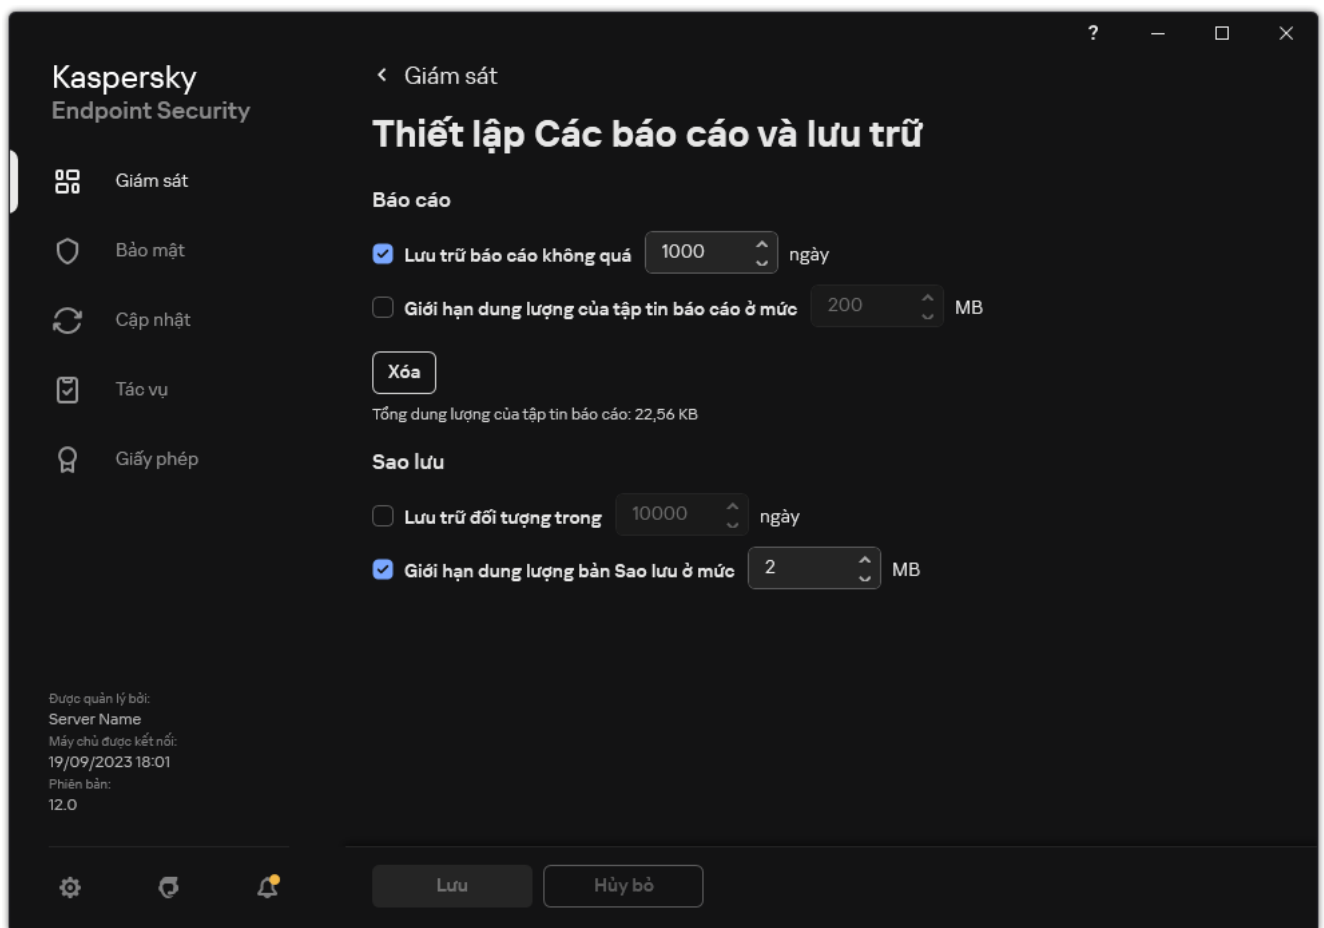 ?
Kaspersky
Endpoint Security
Giám sát
Bảo mật
Cập nhật
Tác vụ
Giấy phép
Được quản lý bởi:
Server Name
Máy chủ được kết nối:
19/09/2023 18:01
Phiên bản:
12.0
Giám sát
Thiết lập Các báo cáo và lưu trữ
Báo cáo
Lưu trữ báo cáo không quá 1000 ngày
Giới hạn dung lượng của tập tin báo cáo ở mức 200 MB
Xóa
Tổng dung lượng của tập tin báo cáo: 22,56 KB
Sao lưu
Lưu trữ đối tượng trong 10000 ngày
Giới hạn dung lượng bản Sao lưu ở mức 2 MB
Lưu Hủy bỏ